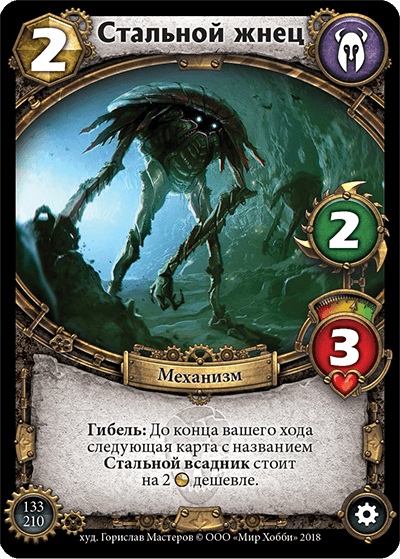 2
Стальной жнец
2
3
Механизм
Гибель: До конца вашего хода
следующая карта с названием
Стальной всадник стоит
на 2 дешевле.
133
210
худ. Горислав Мастеров © ООО «Мир Хобби» 2018